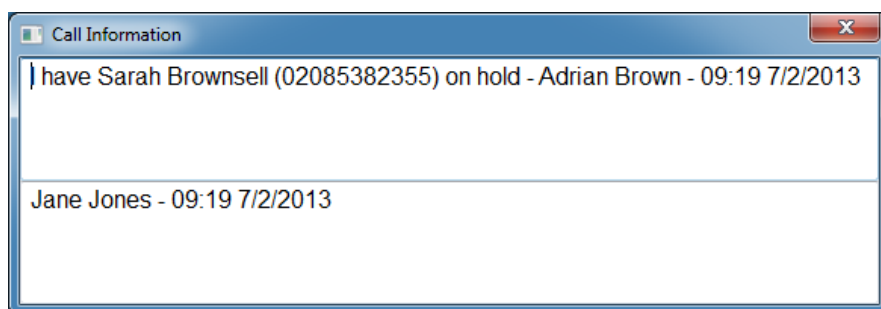 Call Information
I have Sarah Brownsell (02085382355) on hold - Adrian Brown - 09:19 7/2/2013
Jane Jones - 09:19 7/2/2013